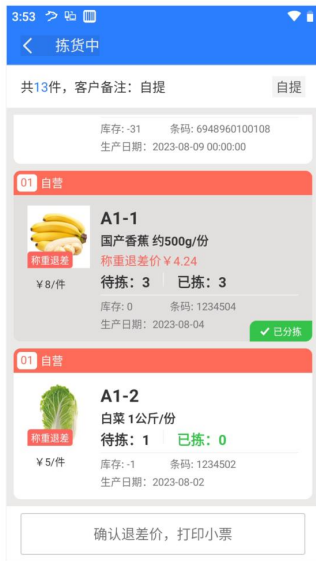 3:53
拣货中
共13件，客户备注：自提 自提
库存: -31 条码: 6948960100108
生产日期: 2023-08-09 00:00:00
01 自营
A1-1
国产香蕉 约500g/份
称重退差 称重退差价￥4.24
￥8/件 待拣：3 已拣：3
库存: 0 条码: 1234504
生产日期: 2023-08-04
已分拣
01 自营
A1-2
白菜 1公斤/份
称重退差 待拣：1 已拣：0
￥5/件 库存: -1 条码: 1234502
生产日期: 2023-08-02
确认退差价，打印小票